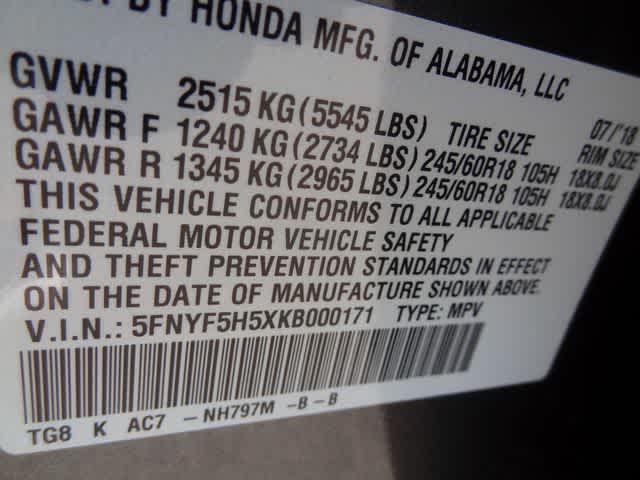 BY HONDA MFG. OF ALABAMA, LLC
07/'18
GVWR 2515 KG(5545 LBS) TIRE SIZE RIM SIZE
GAWR F 1240 KG(2734 LBS) 245/60R18 105H 18X8.0J
GAWR R 1345 KG(2965 LBS) 245/60R18 105H 18X8.0J
THIS VEHICLE CONFORMS TO ALL APPLICABLE
FEDERAL MOTOR VEHICLE SAFETY
AND THEFT PREVENTION STANDARDS IN EFFECT
ON THE DATE OF MANUFACTURE SHOWN ABOVE.
V.I.N.: 5FNYF5H5XKB000171 TYPE: MPV
TG8 K AC7 -NH797M -B-B